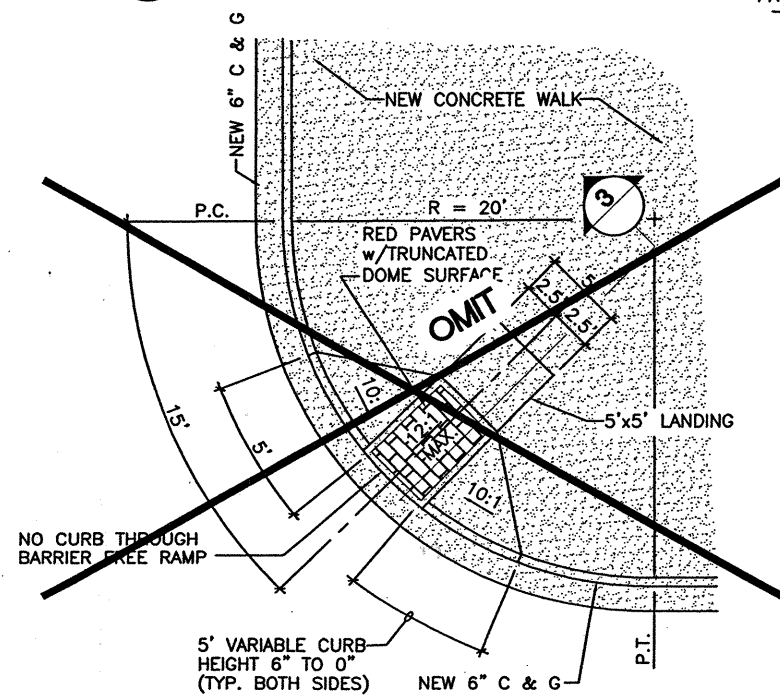 NEW 6" C & G
NEW CONCRETE WALK
P.C.
R = 20'
3
RED PAVERS
w/TRUNCATED
DOME SURFACE
OMIT
5'
2.5'
2.5'
15'
5'
10:1
12:1
MAX.
10:1
5'x5' LANDING
NO CURB THROUGH
BARRIER FREE RAMP
5' VARIABLE CURB
HEIGHT 6" TO 0"
(TYP. BOTH SIDES)
NEW 6" C & G
P.T.